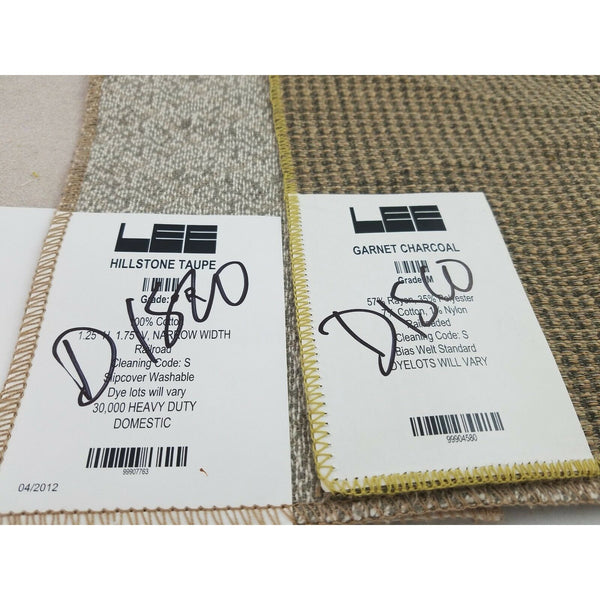 LEE
HILLSTONE TAUPE
Grade:
100% Cotton
1.25" H, 1.75" V, NARROW WIDTH
Railroad
Cleaning Code: S
Slipcover Washable
Dye lots will vary
30,000 HEAVY DUTY
DOMESTIC
99907763
04/2012
DISCO
LEE
GARNET CHARCOAL
Grade: M
57% Rayon, 35% Polyester
7% Cotton, 1% Nylon
Railroaded
Cleaning Code: S
Bias Welt Standard
DYELOTS WILL VARY
99904580
DISCO